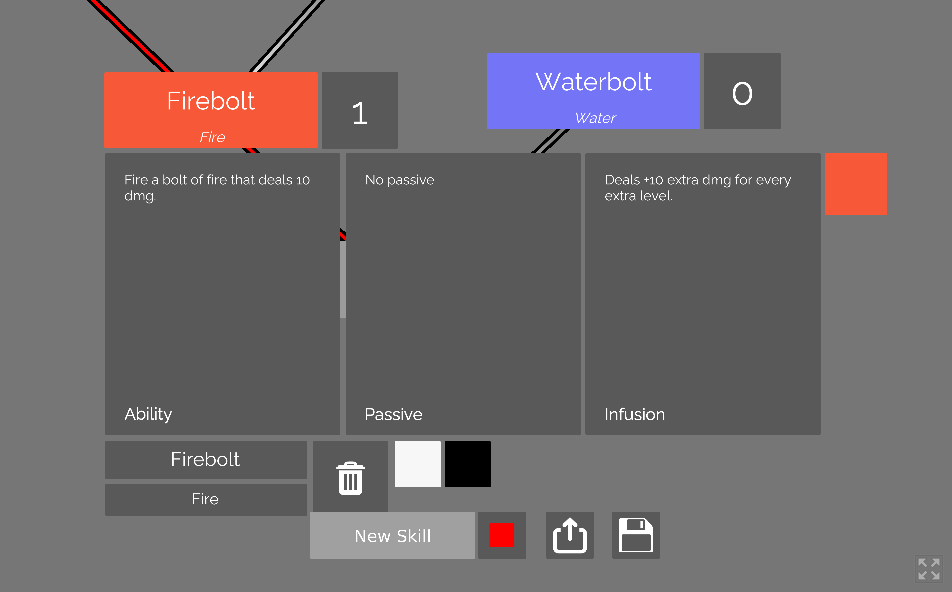 Firebolt
Fire
1
Waterbolt
Water
0
Fire a bolt of fire that deals 10
dmg.
Ability
No passive
Passive
Deals +10 extra dmg for every
extra level.
Infusion
Firebolt
Fire
New Skill